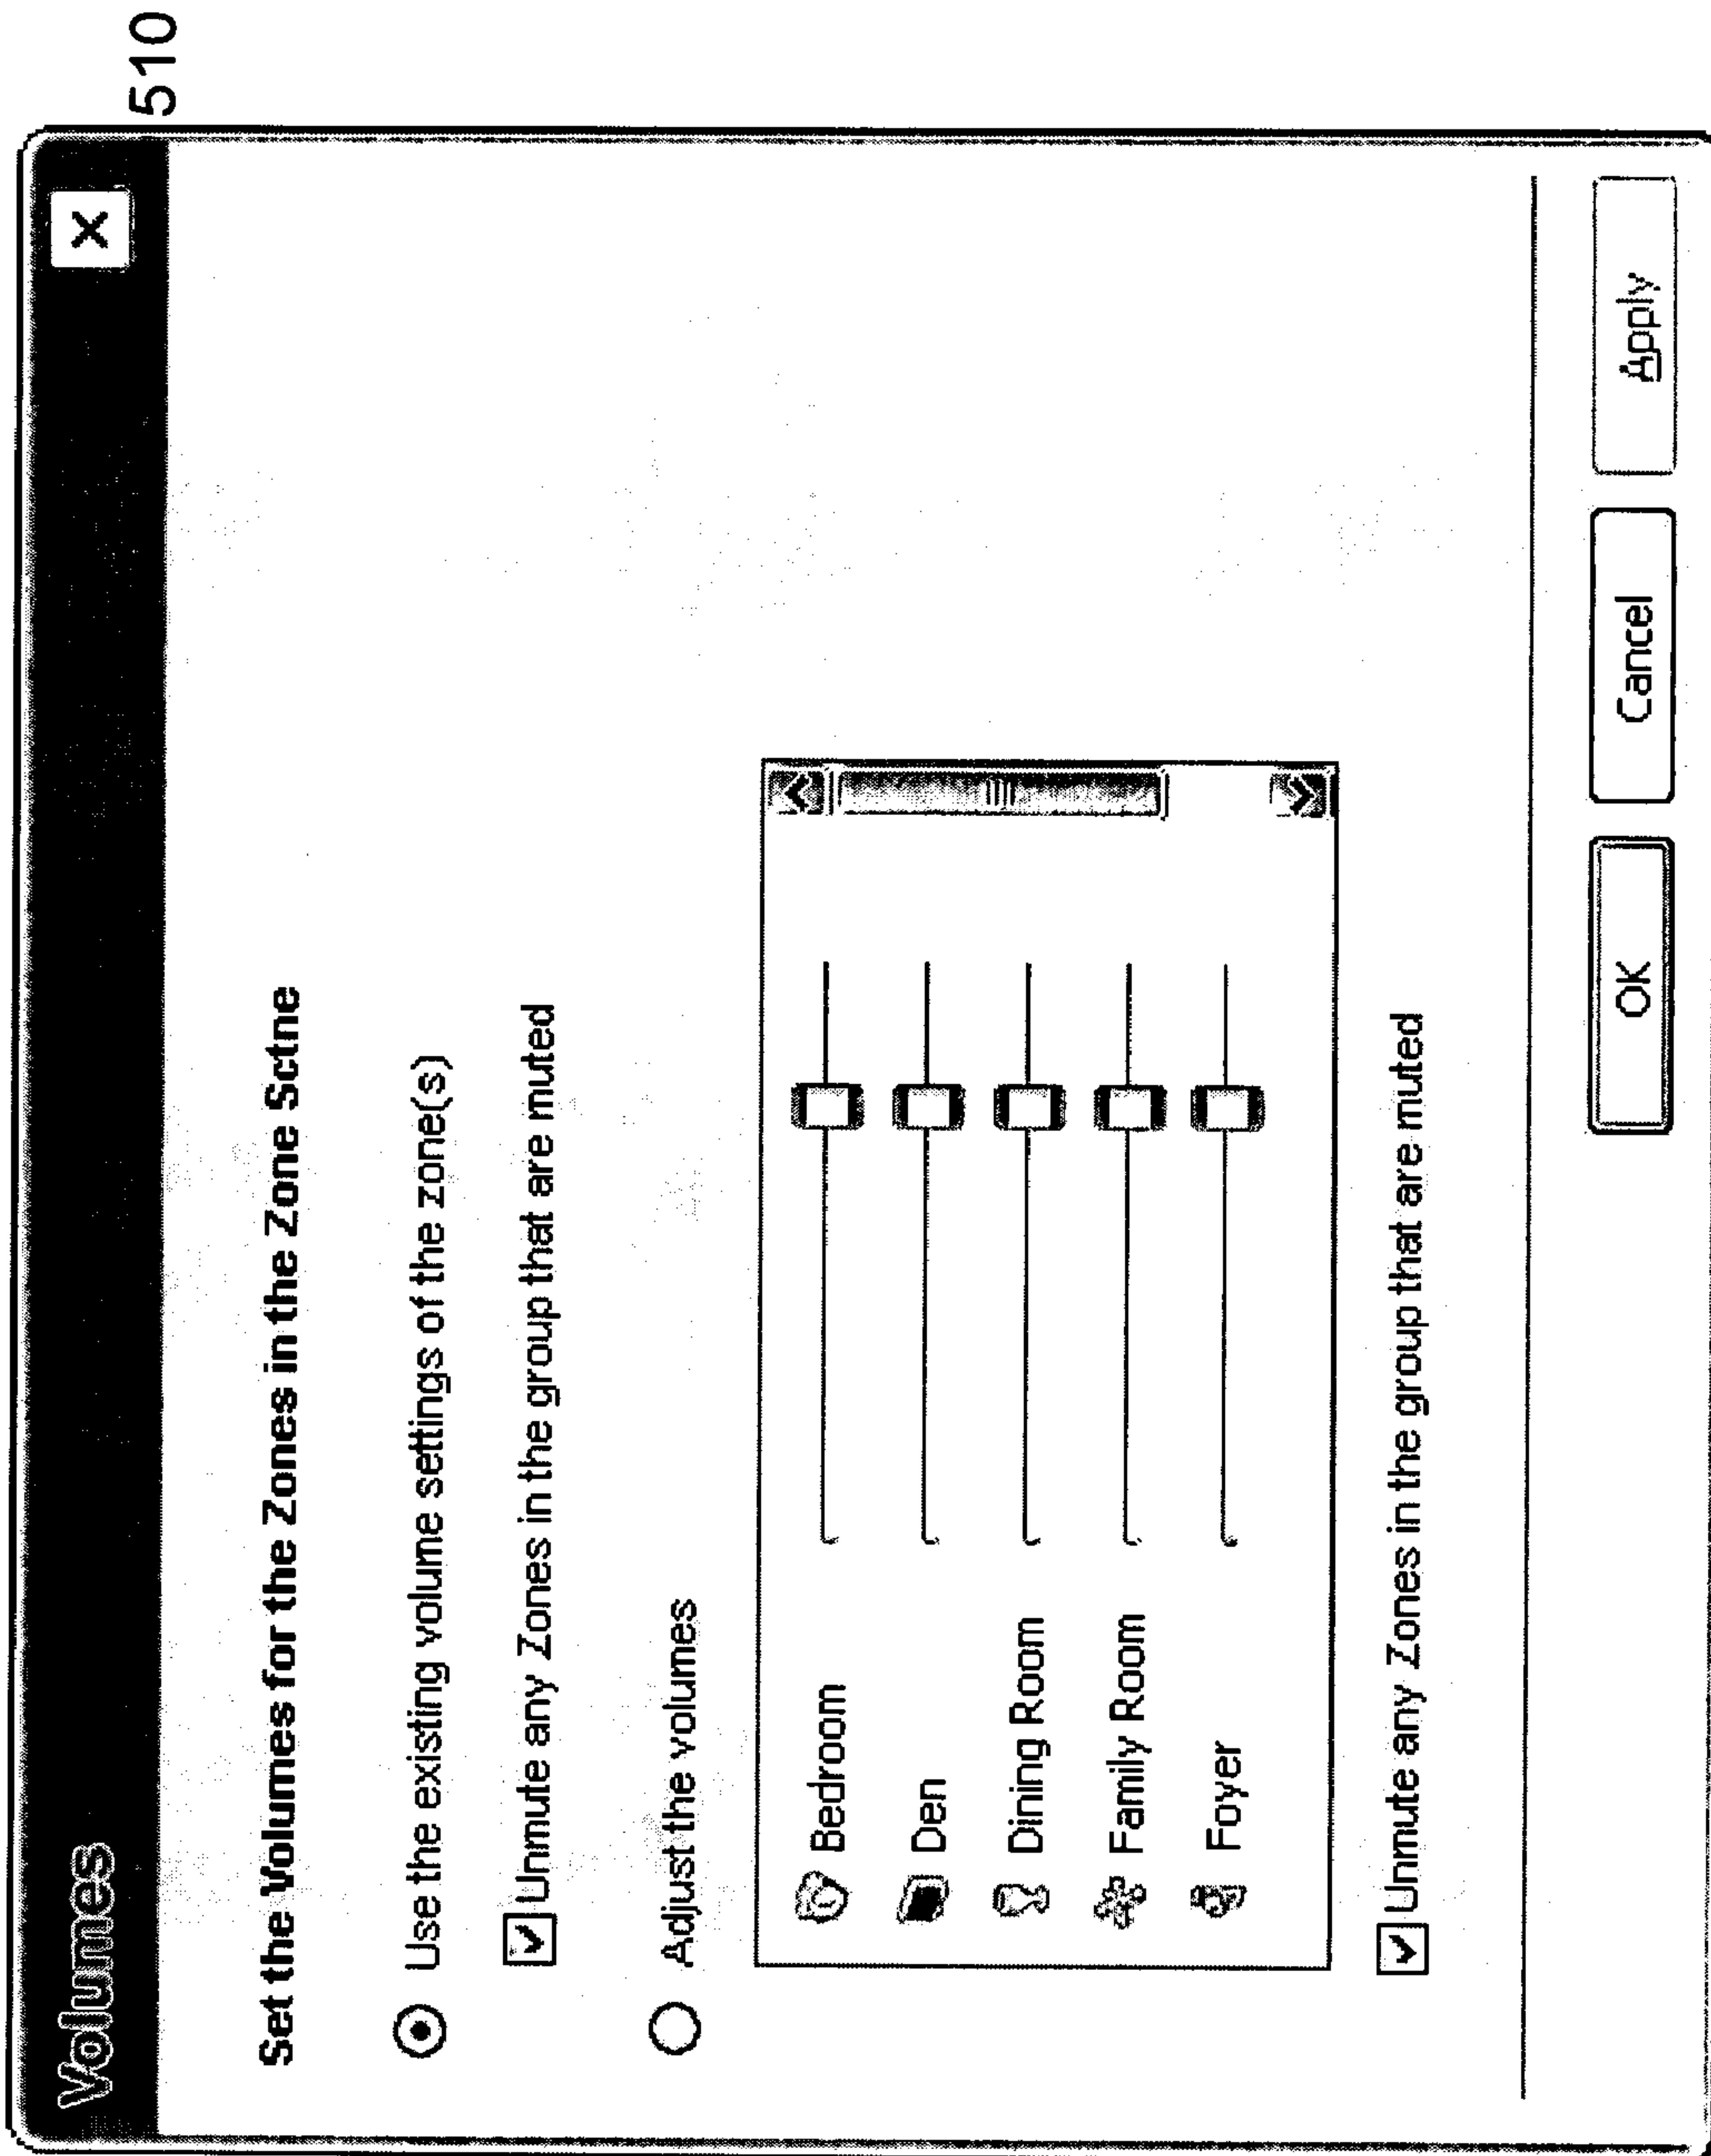 510
Volumes
X
Set the Volumes for the Zones in the Zone Sctne
Use the existing volume settings of the zone(s)
Unmute any Zones in the group that are muted
Adjust the volumes
Bedroom
Den
Dining Room
Family Room
Foyer
Unmute any Zones in the group that are muted
OK
Cancel
Apply